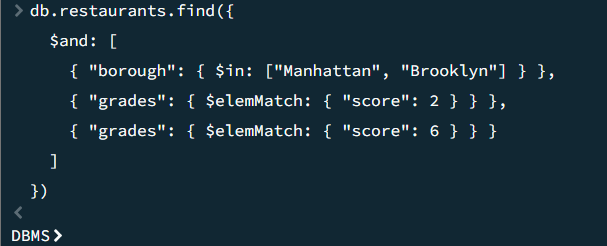 > db.restaurants.find({
  $and: [
    { "borough": { $in: ["Manhattan", "Brooklyn"] } },
    { "grades": { $elemMatch: { "score": 2 } } },
    { "grades": { $elemMatch: { "score": 6 } } }
  ]
})
<
DBMS>